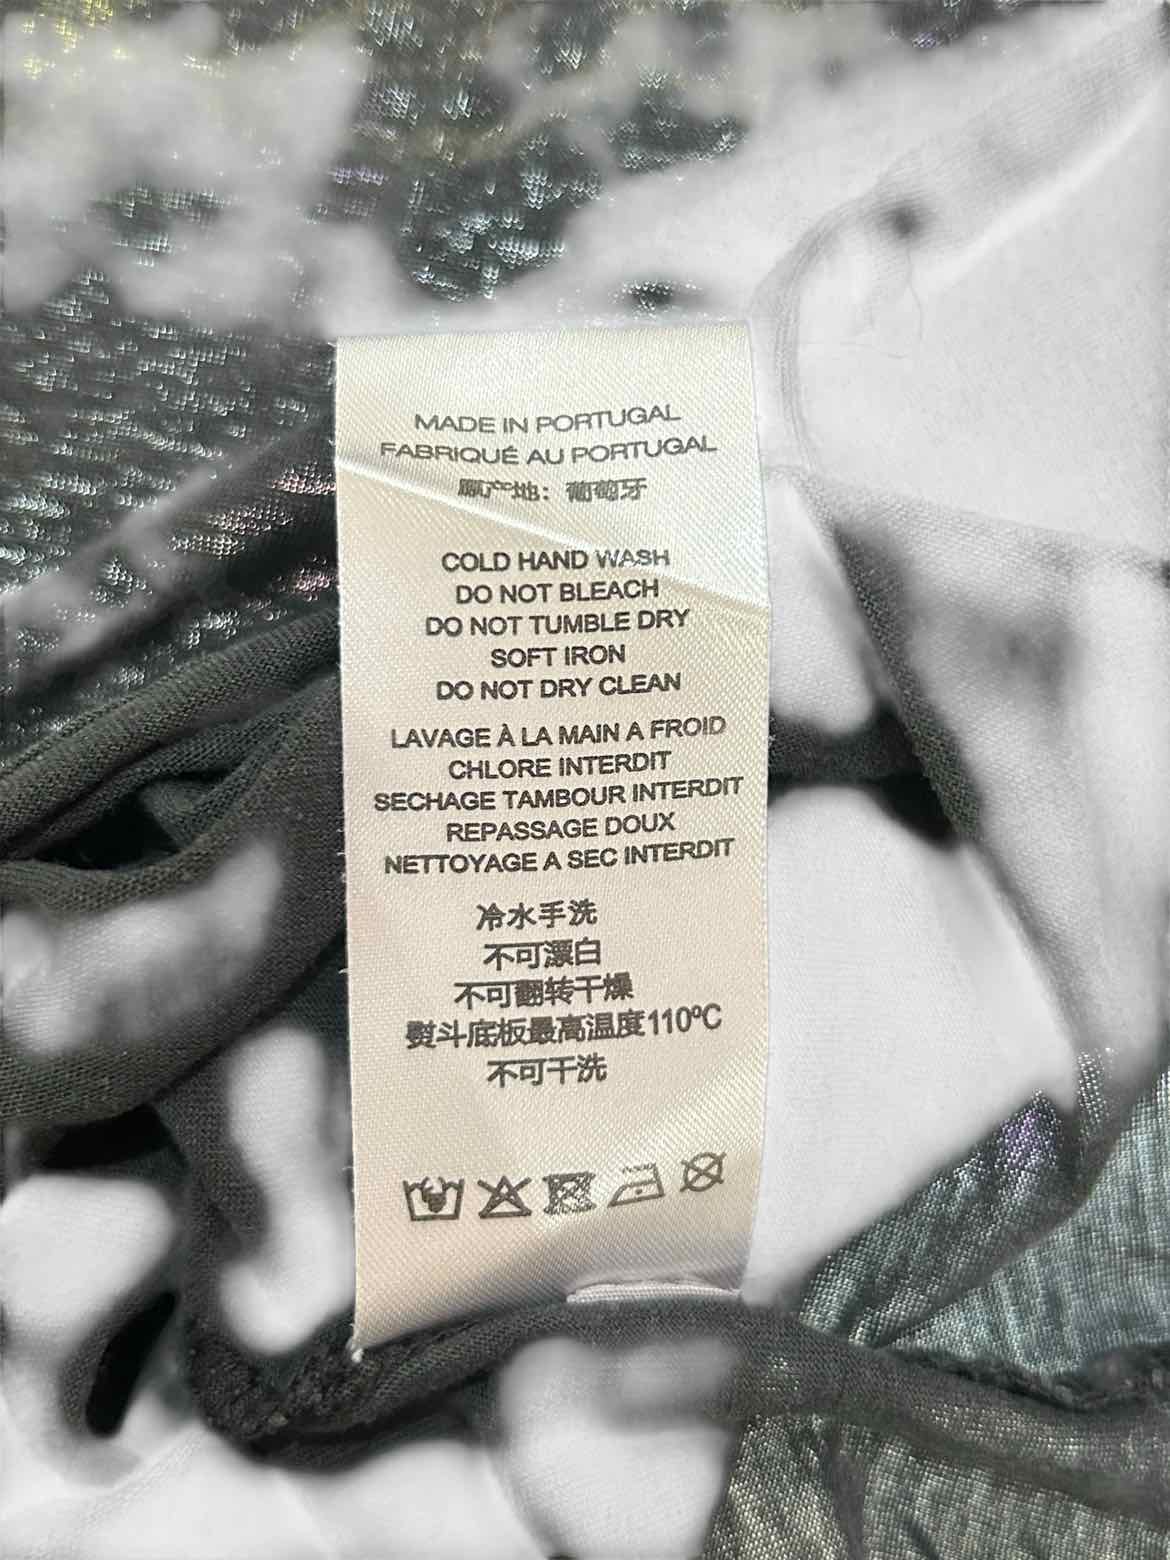 MADE IN PORTUGAL
FABRIQUÉ AU PORTUGAL
原产地：葡萄牙
COLD HAND WASH
DO NOT BLEACH
DO NOT TUMBLE DRY
SOFT IRON
DO NOT DRY CLEAN
LAVAGE À LA MAIN A FROID
CHLORE INTERDIT
SECHAGE TAMBOUR INTERDIT
REPASSAGE DOUX
NETTOYAGE A SEC INTERDIT
冷水手洗
不可漂白
不可翻转干燥
熨斗底板最高温度110ºC
不可干洗